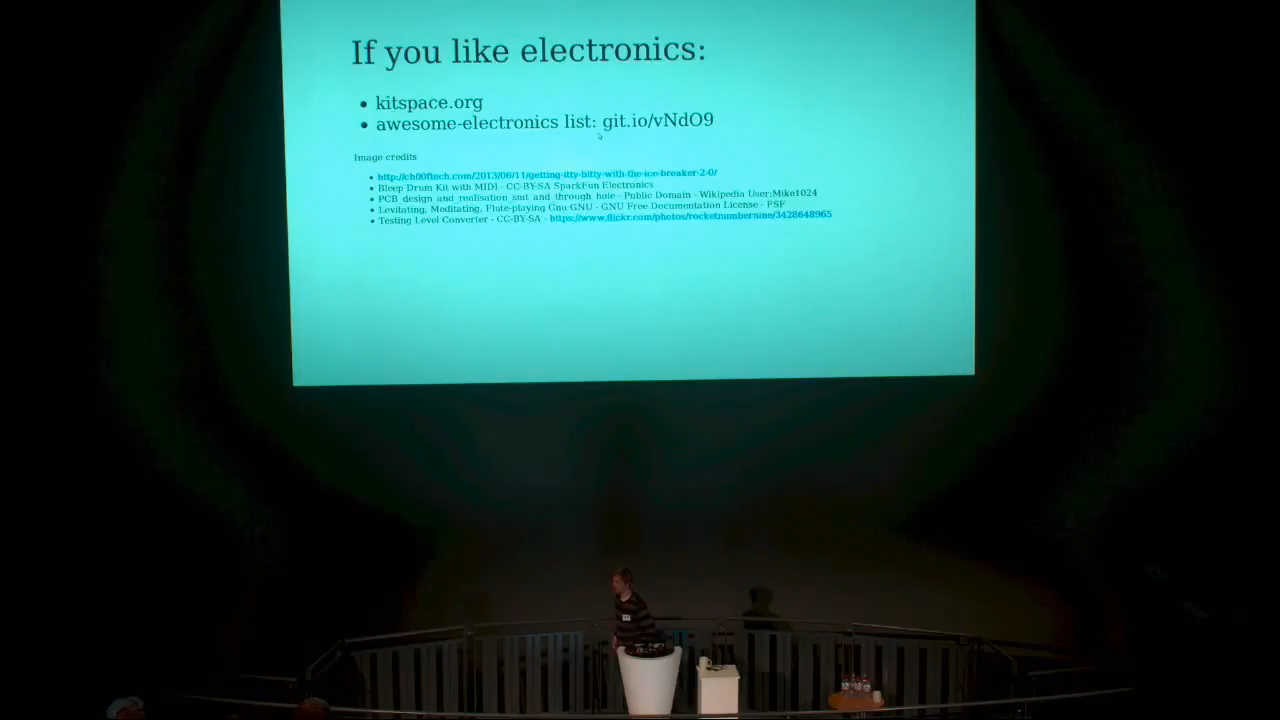 If you like electronics:
kitspace.org
awesome-electronics list: git.io/vNdO9
Image credits
http://ch00ftech.com/2013/06/11/getting-itty-bitty-with-the-ice-breaker-2-0/
Bleep Drum Kit with MIDI - CC-BY-SA SparkFun Electronics
PCB design and realisation smt and through hole - Public Domain - Wikipedia User:Mike1024
Levitating, Meditating, Flute-playing Gnu GNU - GNU Free Documentation License - FSF
Testing Level Converter - CC-BY-SA - https://www.flickr.com/photos/rocketnumbernine/3428648965